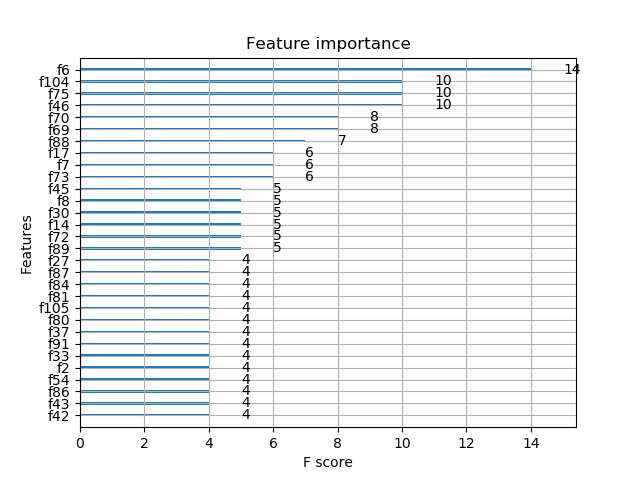 Feature importance
f6 14
f104 10
f75 10
f46 10
f70 8
f69 8
f88 7
f17 6
f7 6
f73 6
f45 5
f8 5
f30 5
f14 5
f72 5
f89 5
f27 4
f87 4
f84 4
f81 4
f105 4
f80 4
f37 4
f91 4
f33 4
f2 4
f54 4
f86 4
f43 4
f42 4
Features
0 2 4 6 8 10 12 14
F score